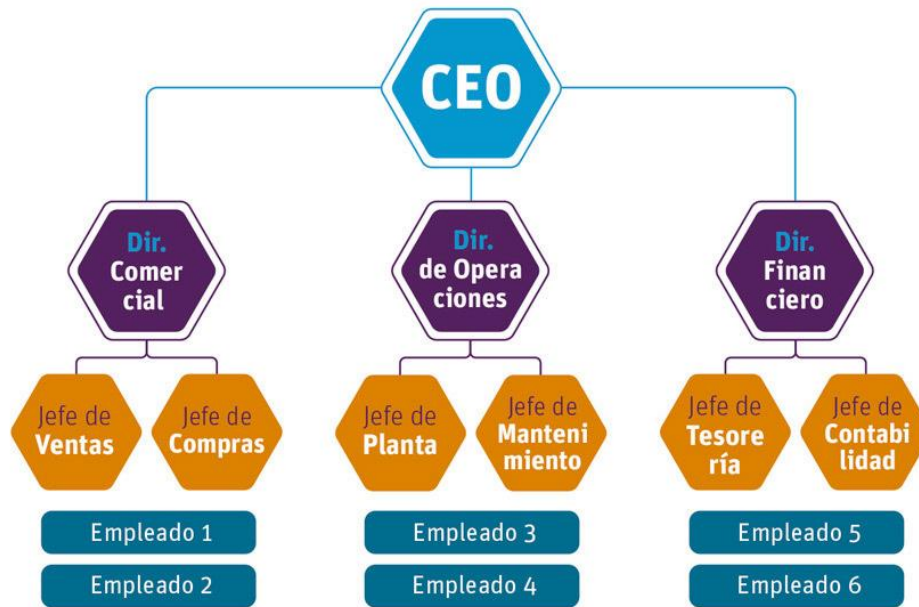 CEO
Dir.
Comer
cial
Dir.
de Opera
ciones
Dir.
Finan
ciero
Jefe de
Ventas
Jefe de
Compras
Jefe de
Planta
Jefe de
Manteni
miento
Jefe de
Tesore
ría
Jefe de
Contabi
lidad
Empleado 1
Empleado 2
Empleado 3
Empleado 4
Empleado 5
Empleado 6